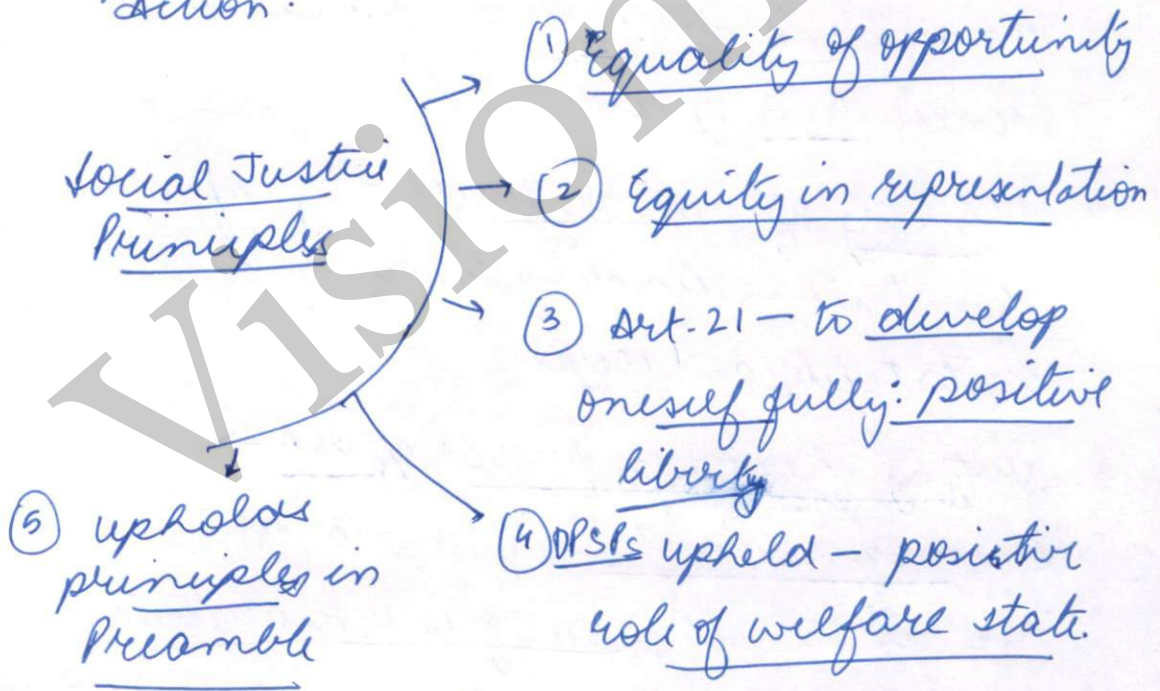 Action.
Social Justice
Principles
① Equality of opportunity
② Equity in representation
③ Art. 21 — to develop
oneself fully: positive
liberty
④ DPSPs upheld — positive
role of welfare state.
⑤ upholds
principles in
Preamble
Vision